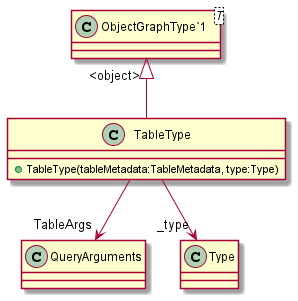 C ObjectGraphType`1 T
<object>
C TableType
TableType(tableMetadata:TableMetadata, type:Type)
TableArgs _type
C QueryArguments C Type